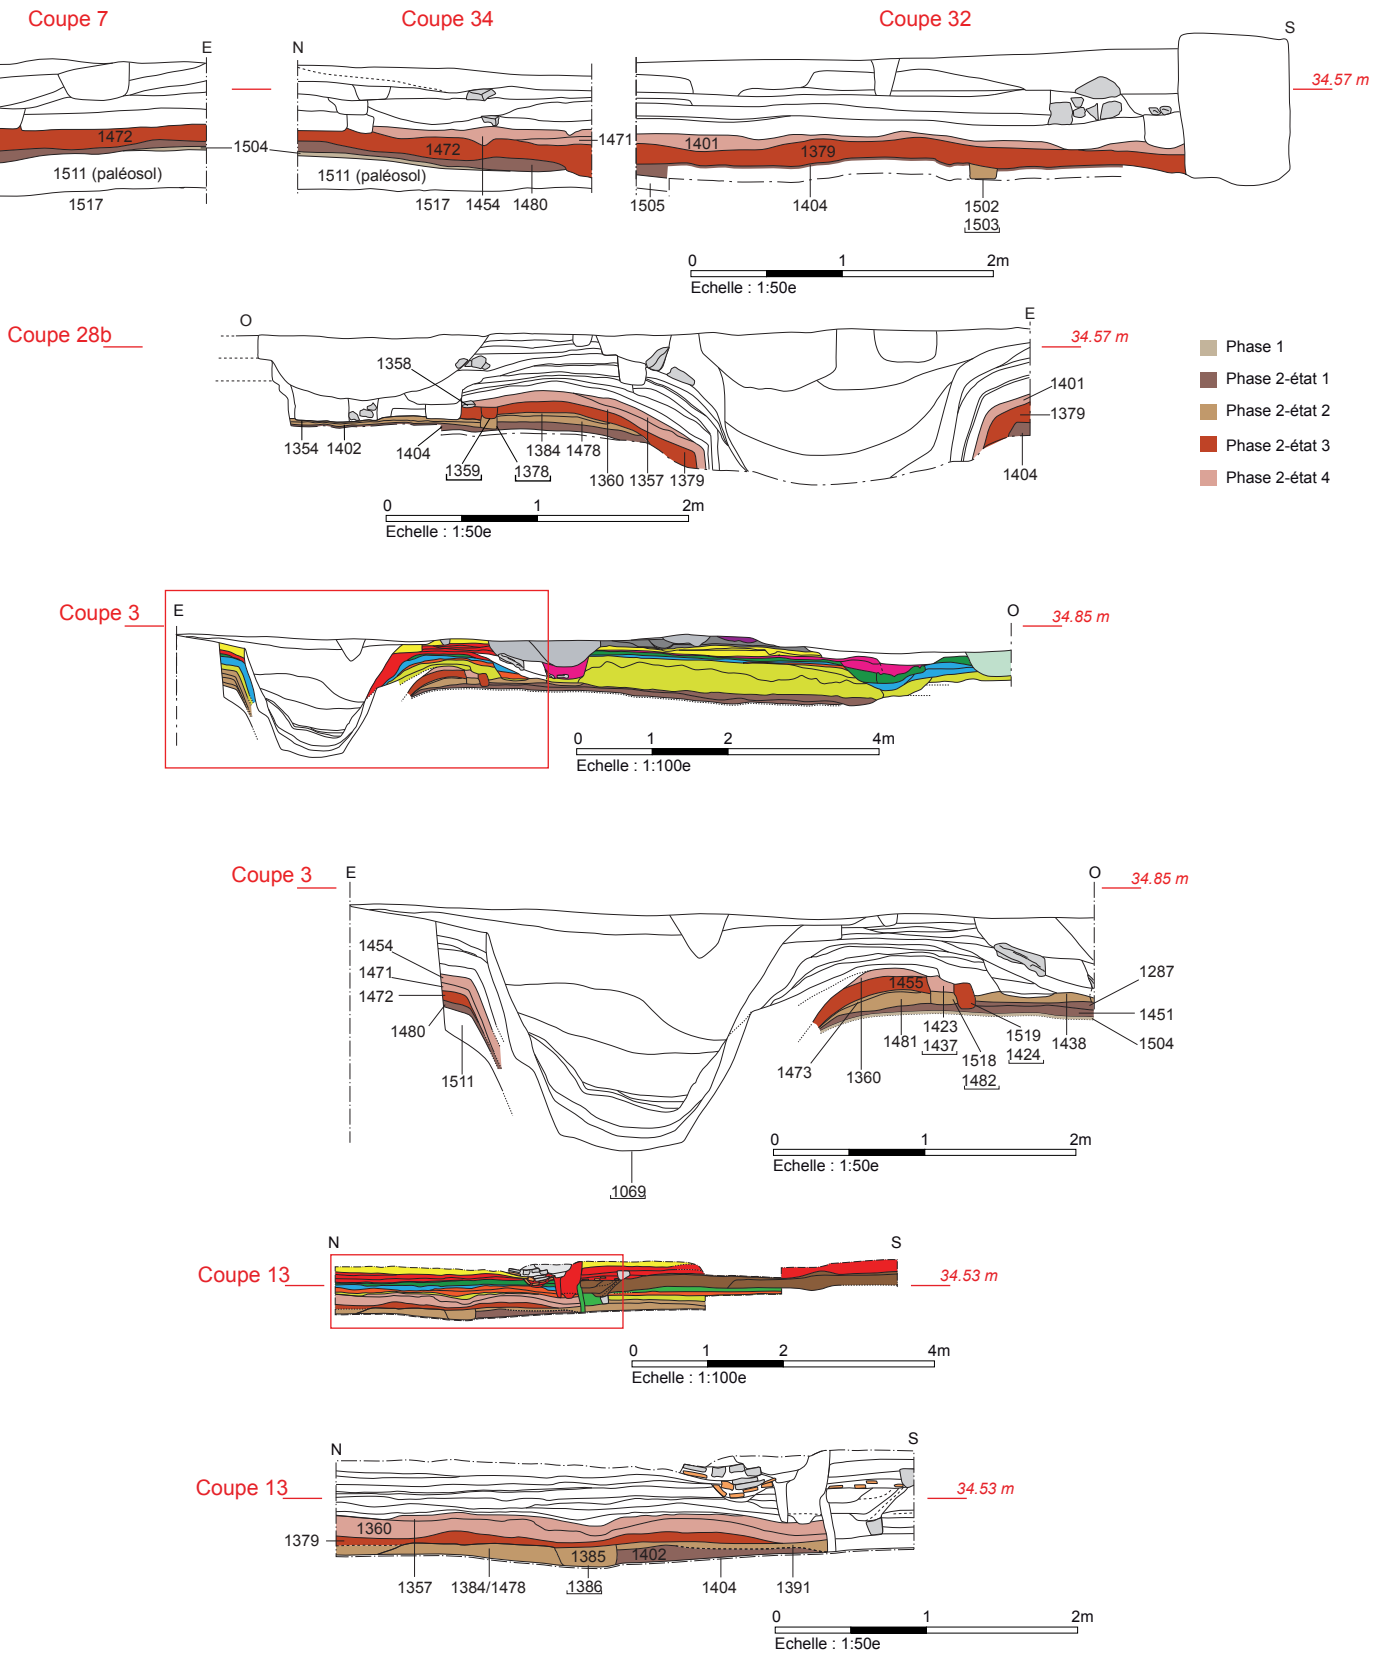 Coupe 7
Coupe 34
Coupe 32
E
N
S
34.57 m
1472
1504
1472
1471
1401
1379
1511 (paléosol)
1511 (paléosol)
1517
1517
1454
1480
1505
1404
1502
1503
0 1 2m
Echelle : 1:50e
Coupe 28b
O
E
34.57 m
1358
1401
1379
1404
1354
1402
1404
1359
1378
1384
1478
1360
1357
1379
0 1 2m
Echelle : 1:50e
Phase 1
Phase 2-état 1
Phase 2-état 2
Phase 2-état 3
Phase 2-état 4
Coupe 3
E
O
34.85 m
0 1 2 4m
Echelle : 1:100e
Coupe 3
E
O
34.85 m
1454
1471
1472
1480
1511
1455
1287
1451
1504
1473
1360
1481
1423
1437
1518
1482
1519
1424
1438
1069
0 1 2m
Echelle : 1:50e
N
S
Coupe 13
34.53 m
0 1 2 4m
Echelle : 1:100e
N
S
Coupe 13
34.53 m
1360
1379
1385
1402
1357
1384/1478
1386
1404
1391
0 1 2m
Echelle : 1:50e